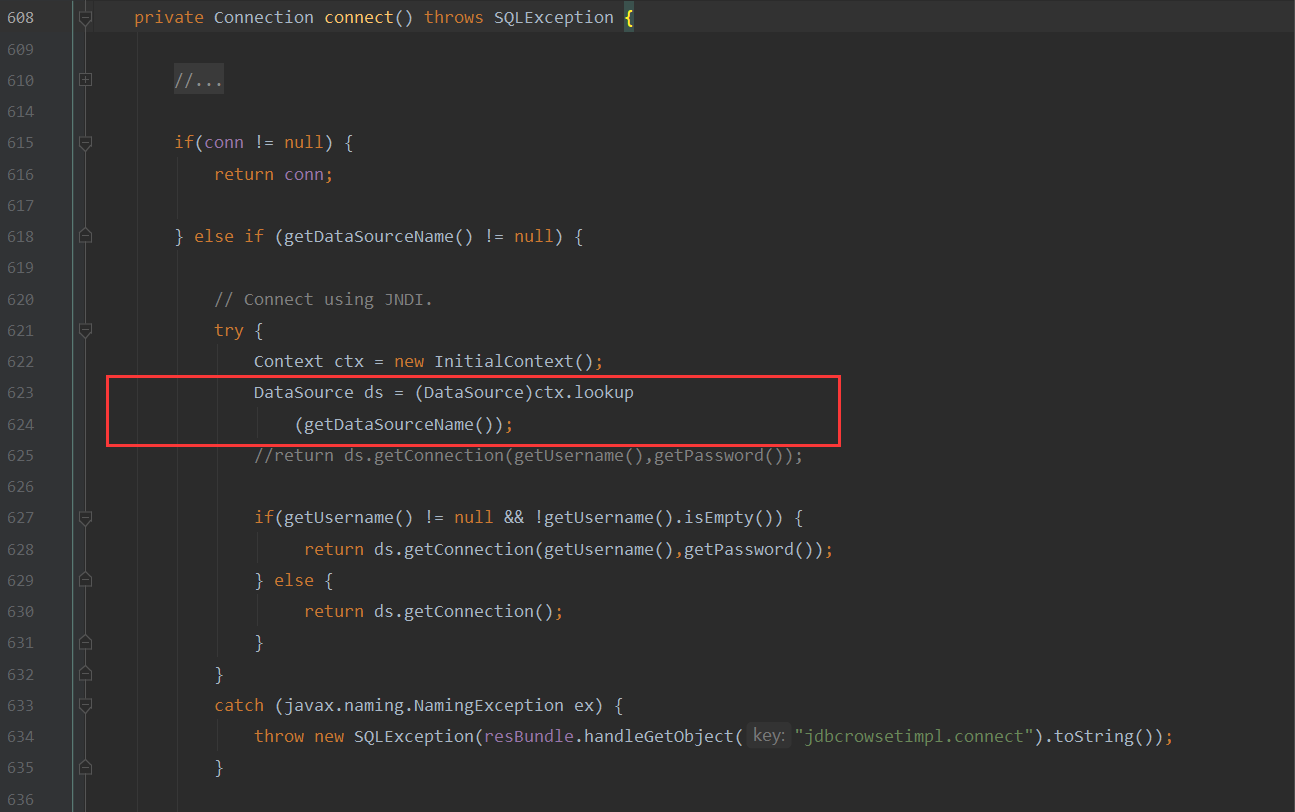 608 private Connection connect() throws SQLException {
609
610 //...
614
615 if(conn != null) {
616 return conn;
617
618 } else if (getDataSourceName() != null) {
619
620 // Connect using JNDI.
621 try {
622 Context ctx = new InitialContext();
623 DataSource ds = (DataSource)ctx.lookup
624 (getDataSourceName());
625 //return ds.getConnection(getUsername(),getPassword());
626
627 if(getUsername() != null && !getUsername().isEmpty()) {
628 return ds.getConnection(getUsername(),getPassword());
629 } else {
630 return ds.getConnection();
631 }
632 }
633 catch (javax.naming.NamingException ex) {
634 throw new SQLException(resBundle.handleGetObject( key: "jdbcrowsetimpl.connect").toString());
635 }
636